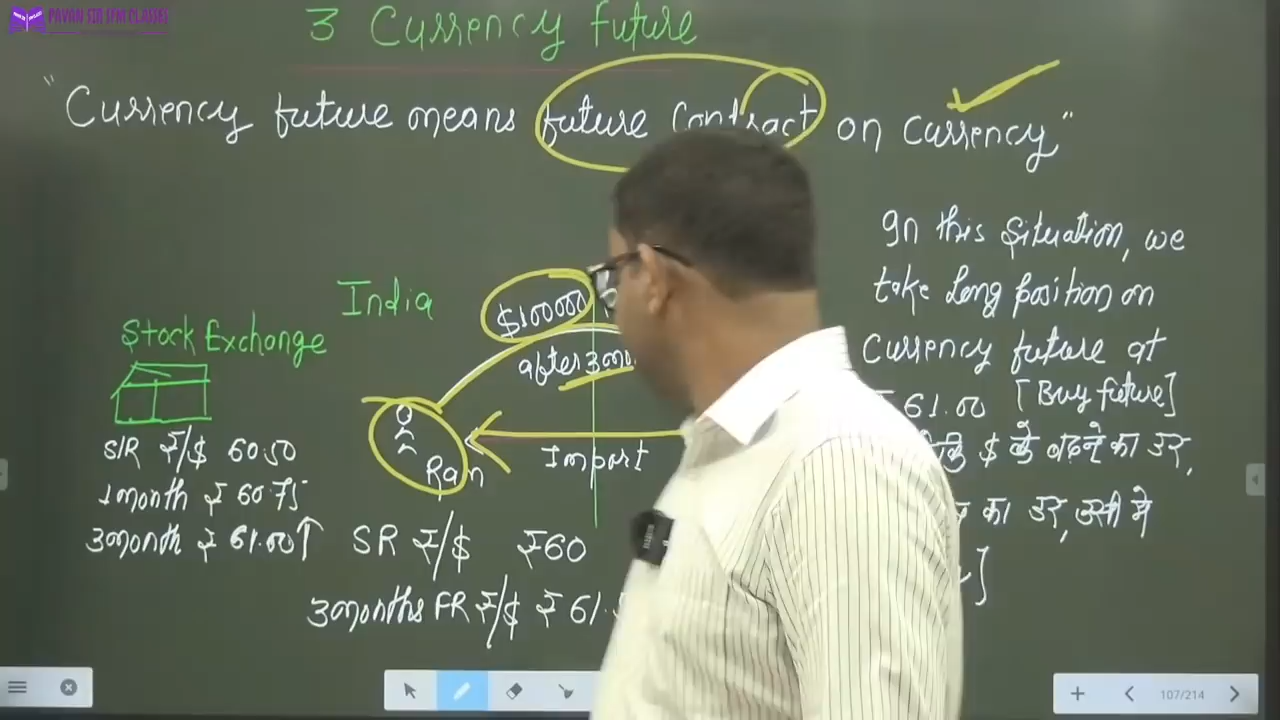 PAVAN SIR SFM CLASSES
3 Currency future
"Currency future means future Contract on Currency"
India
Stock Exchange
S/R ₹/$ 60.50
1 month ₹ 60.75
3 month ₹ 61.00↑
$100000
after 3 mo
Ram
Import
SR ₹/$ ₹60
3 months FR ₹/$ ₹ 61.
In this situation, we
take long position on
Currency future at
61.00 [Buy future]
$ के बढ़ने का डर,
का डर, उसी मे
]
107/214